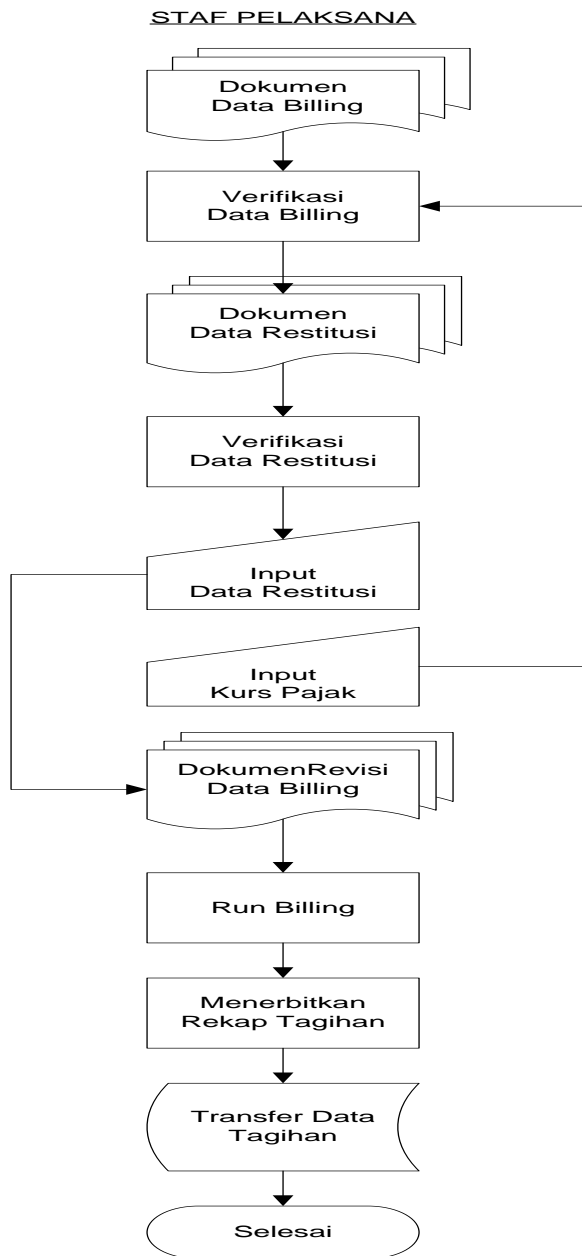 STAF PELAKSANA
Dokumen
Data Billing
Verifikasi
Data Billing
Dokumen
Data Restitusi
Verifikasi
Data Restitusi
Input
Data Restitusi
Input
Kurs Pajak
DokumenRevisi
Data Billing
Run Billing
Menerbitkan
Rekap Tagihan
Transfer Data
Tagihan
Selesai